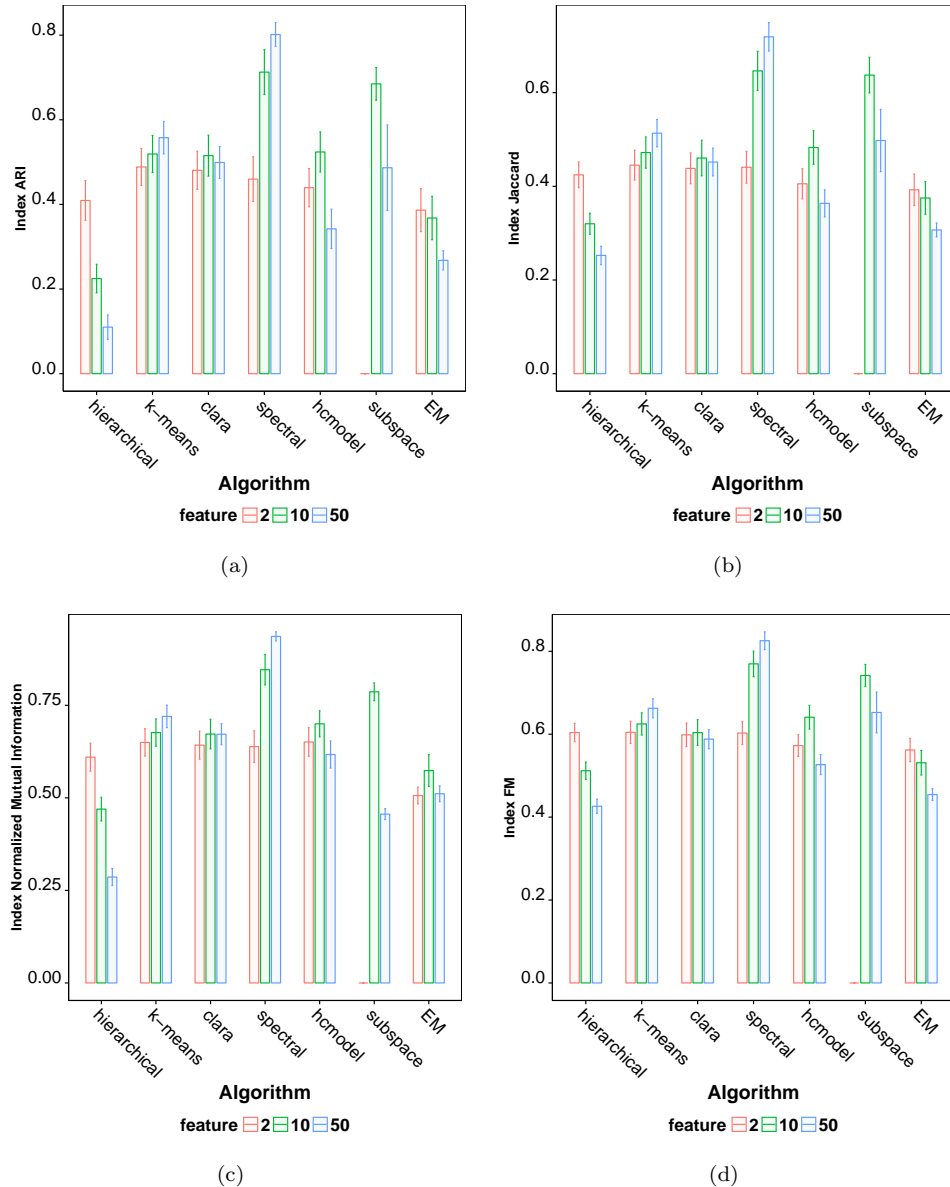 Index ARI
0.8
0.6
0.4
0.2
0.0
hierarchical
k−means
clara
spectral
hcmodel
subspace
EM
Algorithm
feature 2 10 50
(a)
Index Jaccard
0.6
0.4
0.2
0.0
hierarchical
k−means
clara
spectral
hcmodel
subspace
EM
Algorithm
feature 2 10 50
(b)
Index Normalized Mutual Information
0.75
0.50
0.25
0.00
hierarchical
k−means
clara
spectral
hcmodel
subspace
EM
Algorithm
feature 2 10 50
(c)
Index FM
0.8
0.6
0.4
0.2
0.0
hierarchical
k−means
clara
spectral
hcmodel
subspace
EM
Algorithm
feature 2 10 50
(d)